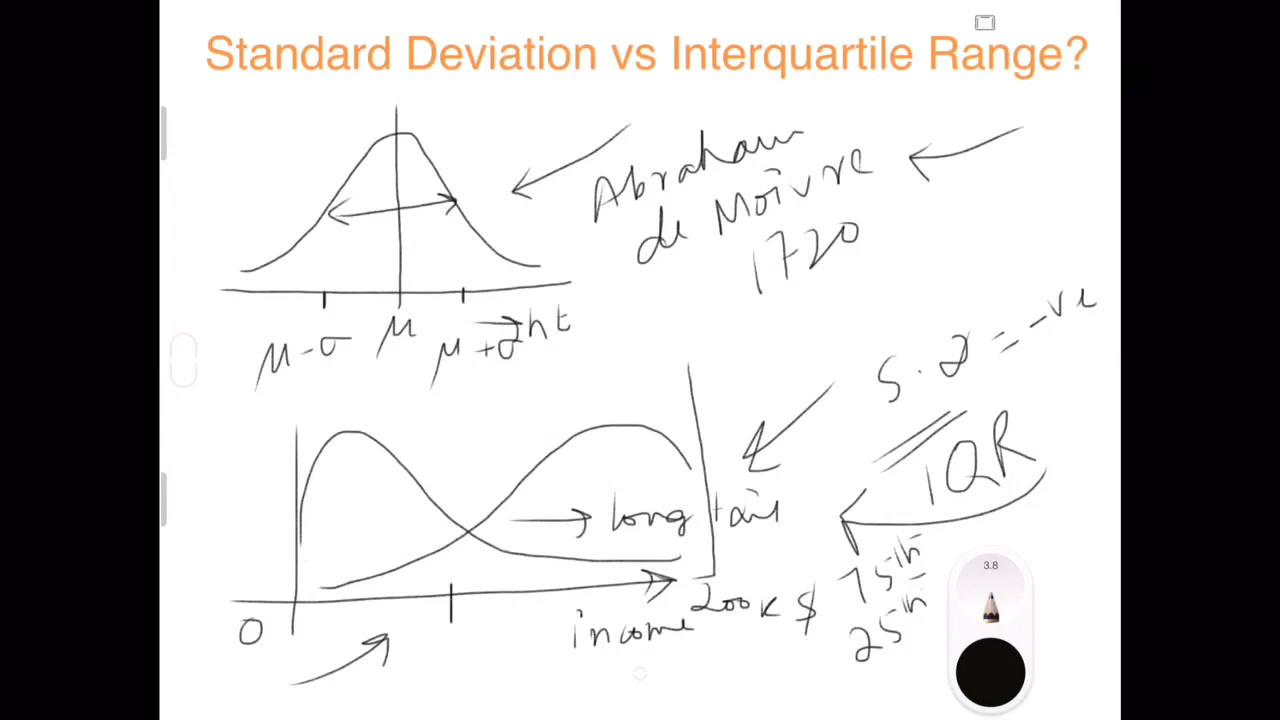 Standard Deviation vs Interquartile Range?
Abraham
de Moivre
1720
μ-σ
μ
μ+σ
ht
S.D = -ve
IQR
long tail
75th
25th
0
income
200K $
3.8